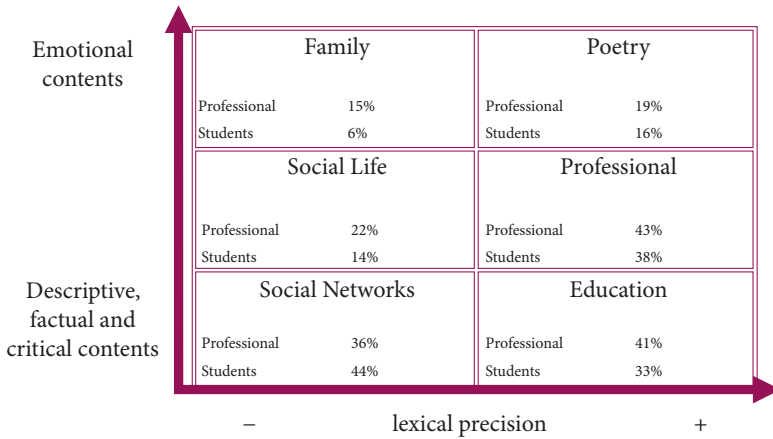 Emotional
contents
Family
Professional 15%
Students 6%
Poetry
Professional 19%
Students 16%
Social Life
Professional 22%
Students 14%
Professional
Professional 43%
Students 38%
Descriptive,
factual and
critical contents
Social Networks
Professional 36%
Students 44%
Education
Professional 41%
Students 33%
− lexical precision +